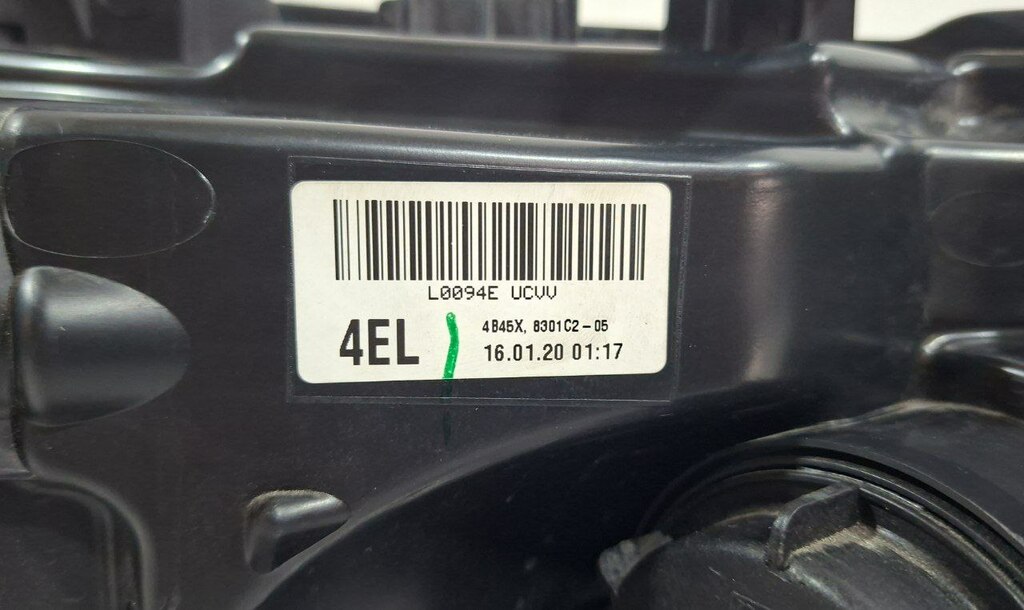 L0094E UCVV
4EL
4B45X, 8301C2-05
16.01.20 01:17